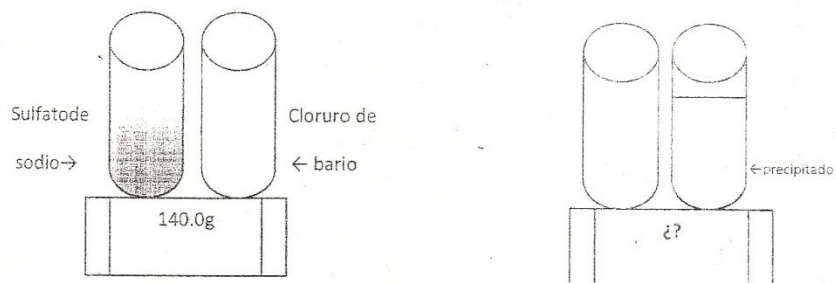 Sulfatode
Cloruro de
sodio→
← bario
140.0g
←precipitado
¿?